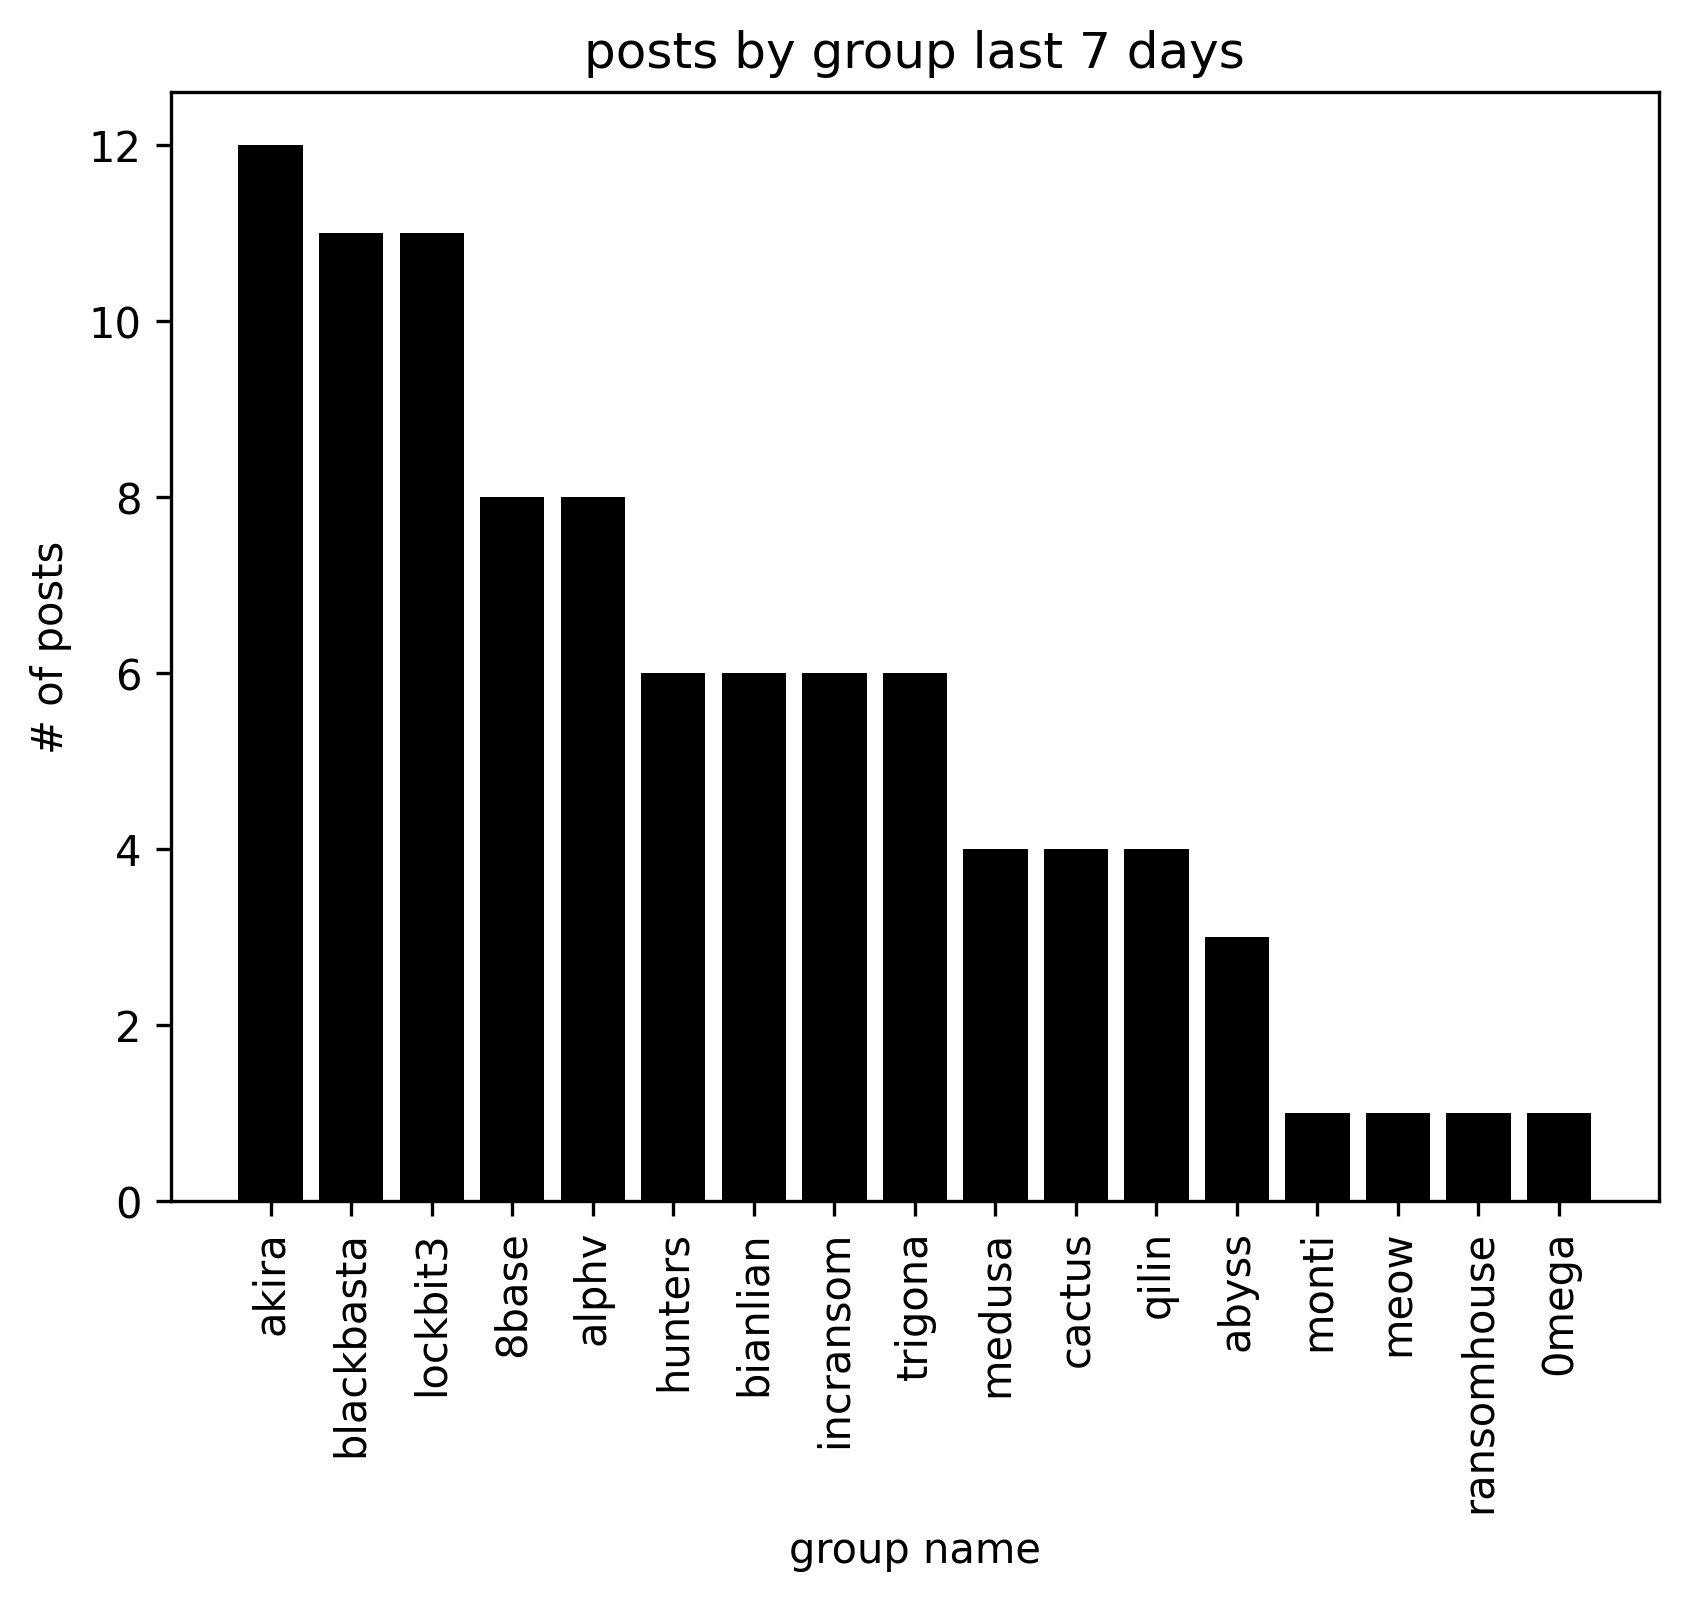 posts by group last 7 days
12
10
8
6
4
2
0
# of posts
akira
blackbasta
lockbit3
8base
alphv
hunters
bianlian
incransom
trigona
medusa
cactus
qilin
abyss
monti
meow
ransomhouse
0mega
group name